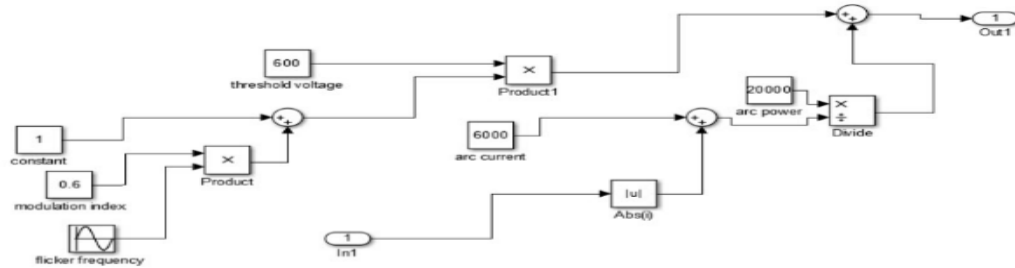 1
Out1
600
threshold voltage
×
Product1
20000
arc power
×
÷
Divide
1
constant
6000
arc current
0.6
modulation index
×
Product
|u|
Abs(i)
flicker frequency
1
In1